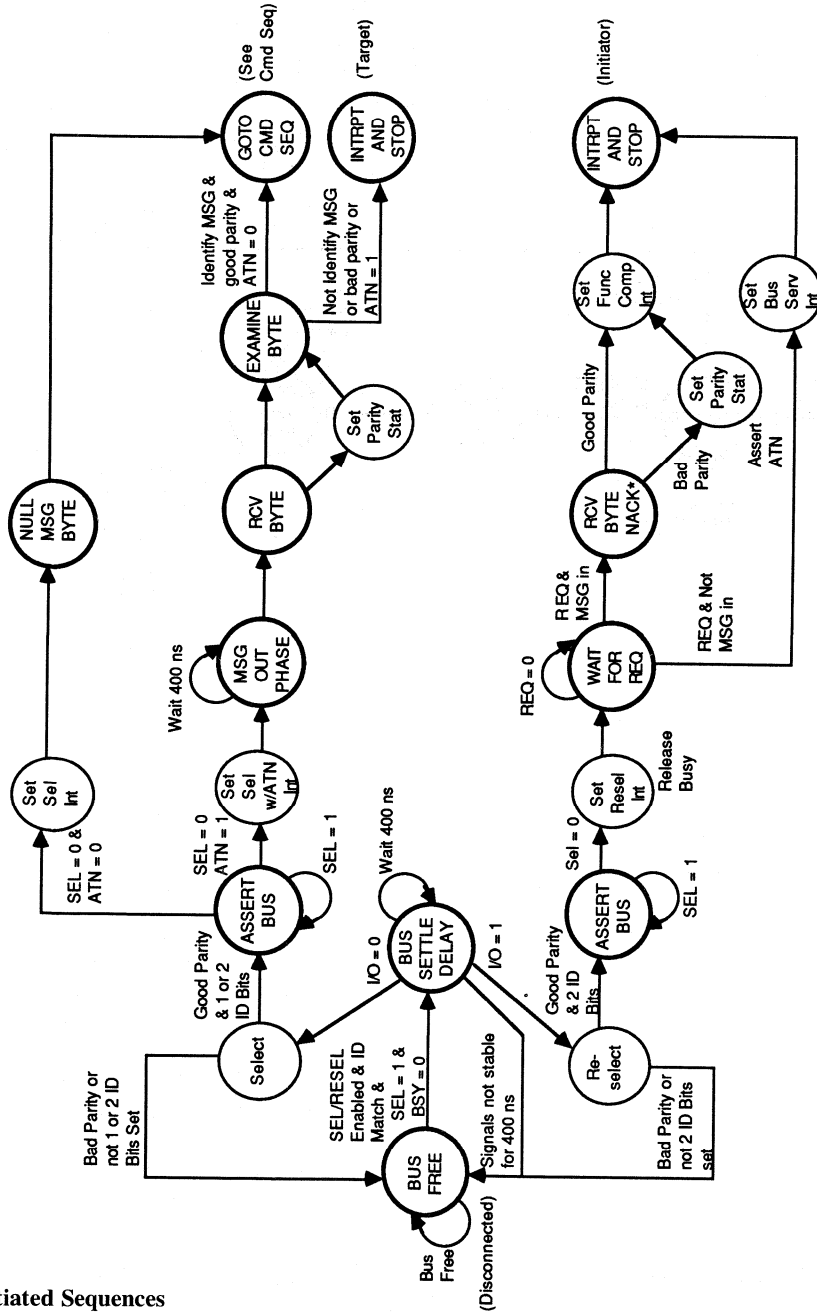 NULL
MSG
BYTE
(See
Cmd Seq)
GOTO
CMD
SEQ
Set
Sel
Int
SEL = 0 &
ATN = 0
Identify MSG &
good parity &
ATN = 0
(Target)
INTRPT
AND
STOP
Not Identify MSG
or bad parity or
ATN = 1
EXAMINE
BYTE
Set
Parity
Stat
RCV
BYTE
Wait 400 ns
MSG
OUT
PHASE
Set
Sel
w/ATN
Int
SEL = 0
ATN = 1
ASSERT
BUS
SEL = 1
Good Parity
& 1 or 2
ID Bits
Select
Bad Parity or
not 1 or 2 ID
Bits Set
I/O = 0
Wait 400 ns
BUS
SETTLE
DELAY
I/O = 1
SEL/RESEL
Enabled & ID
Match &
SEL = 1 &
BSY = 0
Signals not stable
for 400 ns
BUS
FREE
Bus
Free
(Disconnected)
Bad Parity or
not 2 ID Bits
set
Re-
select
Good Parity
& 2 ID
Bits
ASSERT
BUS
SEL = 1
Sel = 0
Set
Resel
Int
Release
Busy
REQ = 0
WAIT
FOR
REQ
REQ &
MSG in
REQ & Not
MSG in
RCV
BYTE
NACK*
Good Parity
Bad
Parity
Set
Parity
Stat
Assert
ATN
Set
Func
Comp
Int
Set
Bus
Serv
Int
INTRPT
AND
STOP
(Initiator)
tiated Sequences